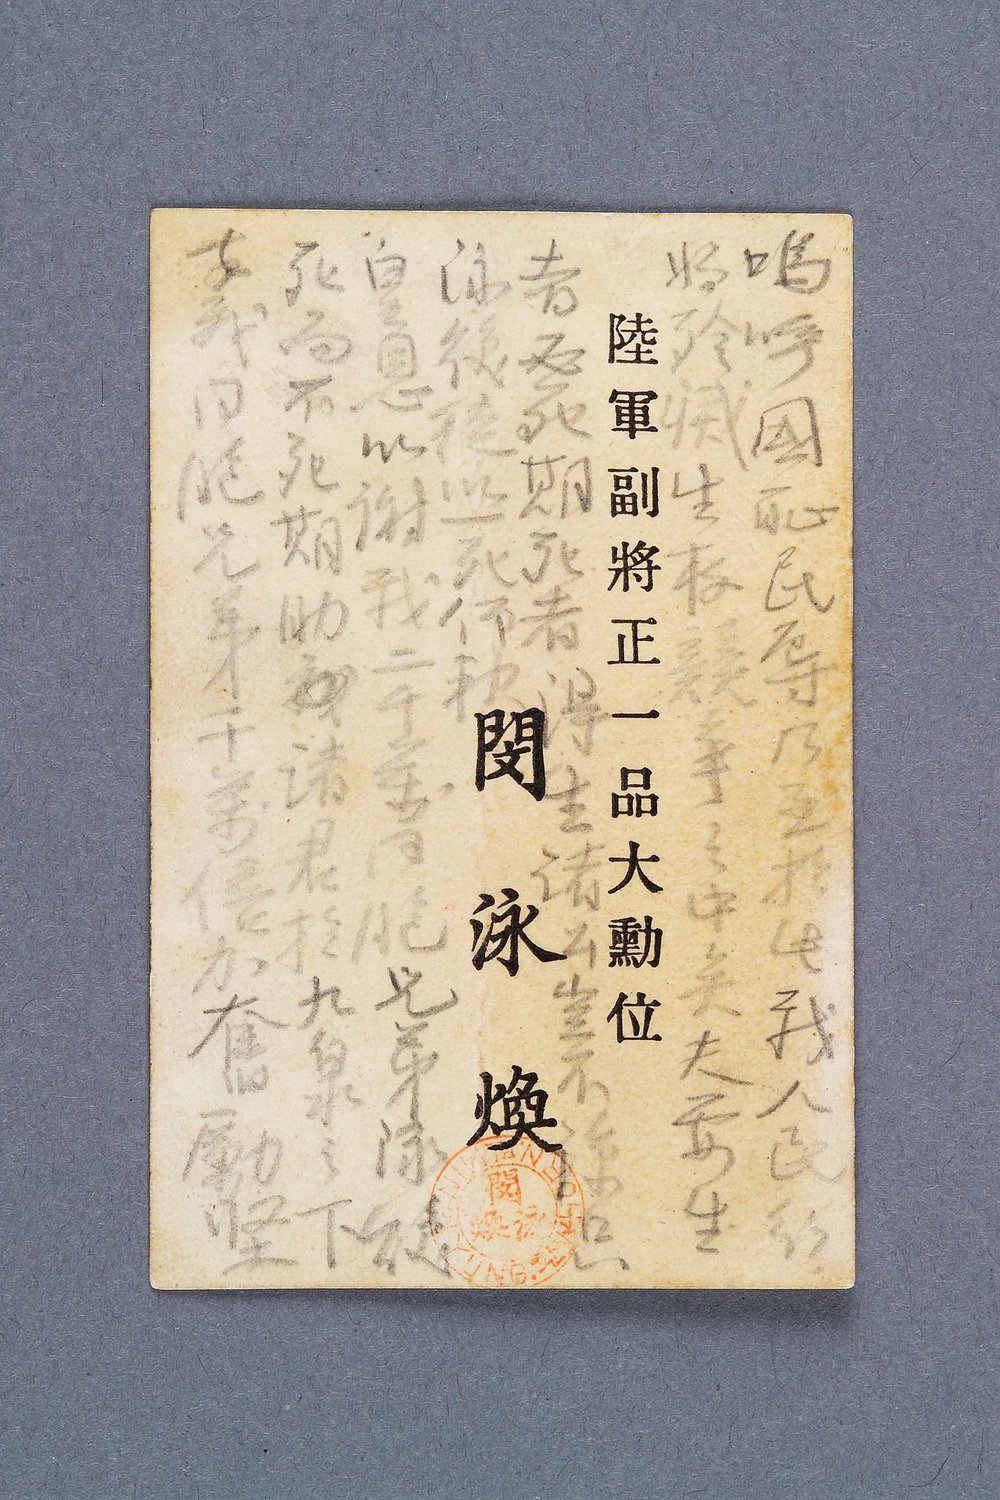 嗚呼國恥民辱乃至於此我人民
將殄滅生存競爭之中矣夫要生
陸軍副將正一品大勳位
者必死期死者得生諸公豈不諒只
閔泳煥
泳煥徒以一死仰報
皇恩以謝我二千萬同胞兄弟泳煥
死而不死期助諸君於九泉之下
幸我同胞兄弟千萬倍加奮勵堅
閔泳煥